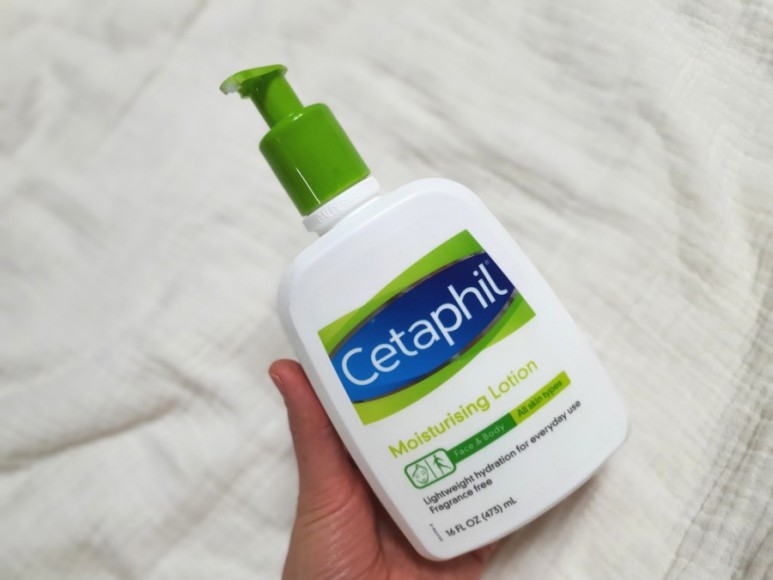 Cetaphil®
Moisturising Lotion
Face & Body All skin types
Lightweight hydration for everyday use
Fragrance free
16 FL OZ (473) mL